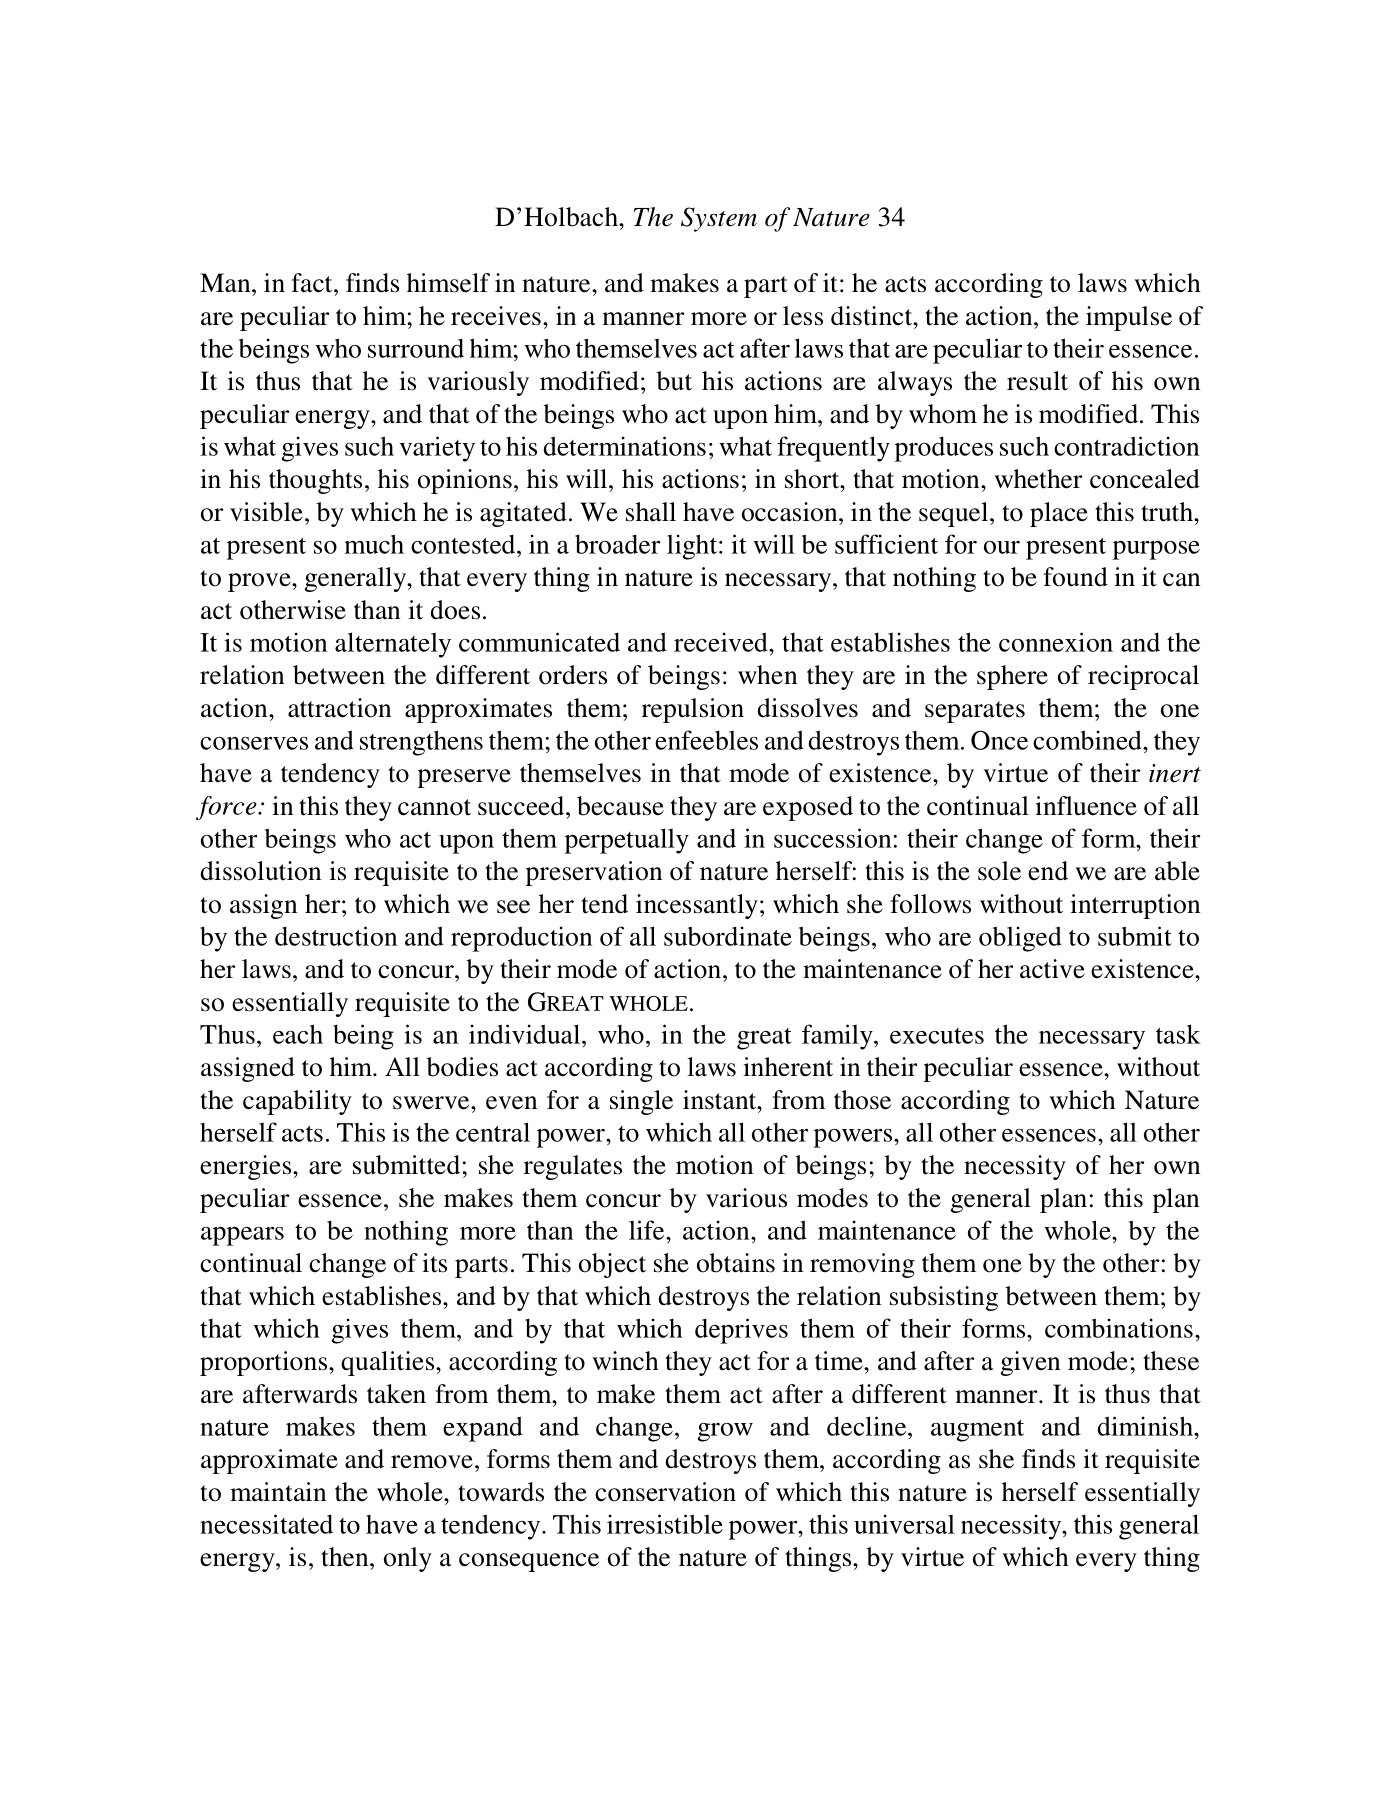 D’Holbach, The System of Nature 34
Man, in fact, finds himself in nature, and makes a part of it: he acts according to laws which
are peculiar to him; he receives, in a manner more or less distinct, the action, the impulse of
the beings who surround him; who themselves act after laws that are peculiar to their essence.
It is thus that he is variously modified; but his actions are always the result of his own
peculiar energy, and that of the beings who act upon him, and by whom he is modified. This
is what gives such variety to his determinations; what frequently produces such contradiction
in his thoughts, his opinions, his will, his actions; in short, that motion, whether concealed
or visible, by which he is agitated. We shall have occasion, in the sequel, to place this truth,
at present so much contested, in a broader light: it will be sufficient for our present purpose
to prove, generally, that every thing in nature is necessary, that nothing to be found in it can
act otherwise than it does.
It is motion alternately communicated and received, that establishes the connexion and the
relation between the different orders of beings: when they are in the sphere of reciprocal
action, attraction approximates them; repulsion dissolves and separates them; the one
conserves and strengthens them; the other enfeebles and destroys them. Once combined, they
have a tendency to preserve themselves in that mode of existence, by virtue of their inert
force: in this they cannot succeed, because they are exposed to the continual influence of all
other beings who act upon them perpetually and in succession: their change of form, their
dissolution is requisite to the preservation of nature herself: this is the sole end we are able
to assign her; to which we see her tend incessantly; which she follows without interruption
by the destruction and reproduction of all subordinate beings, who are obliged to submit to
her laws, and to concur, by their mode of action, to the maintenance of her active existence,
so essentially requisite to the GREAT WHOLE.
Thus, each being is an individual, who, in the great family, executes the necessary task
assigned to him. All bodies act according to laws inherent in their peculiar essence, without
the capability to swerve, even for a single instant, from those according to which Nature
herself acts. This is the central power, to which all other powers, all other essences, all other
energies, are submitted; she regulates the motion of beings; by the necessity of her own
peculiar essence, she makes them concur by various modes to the general plan: this plan
appears to be nothing more than the life, action, and maintenance of the whole, by the
continual change of its parts. This object she obtains in removing them one by the other: by
that which establishes, and by that which destroys the relation subsisting between them; by
that which gives them, and by that which deprives them of their forms, combinations,
proportions, qualities, according to winch they act for a time, and after a given mode; these
are afterwards taken from them, to make them act after a different manner. It is thus that
nature makes them expand and change, grow and decline, augment and diminish,
approximate and remove, forms them and destroys them, according as she finds it requisite
to maintain the whole, towards the conservation of which this nature is herself essentially
necessitated to have a tendency. This irresistible power, this universal necessity, this general
energy, is, then, only a consequence of the nature of things, by virtue of which every thing